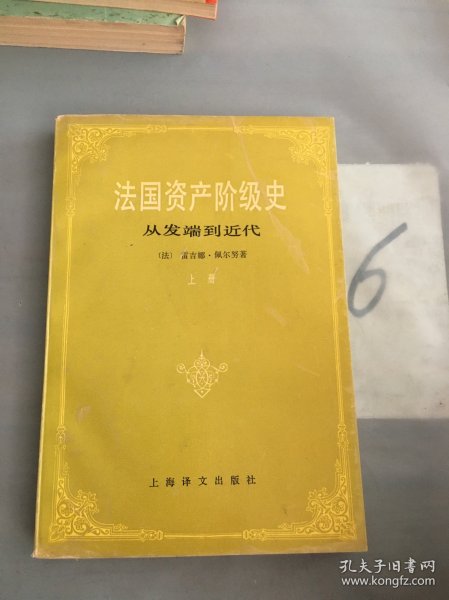 法国资产阶级史
从发端到近代
〔法〕 雷吉娜·佩尔努著
上册
上海译文出版社
6
孔夫子旧书网
www.kongfz.com